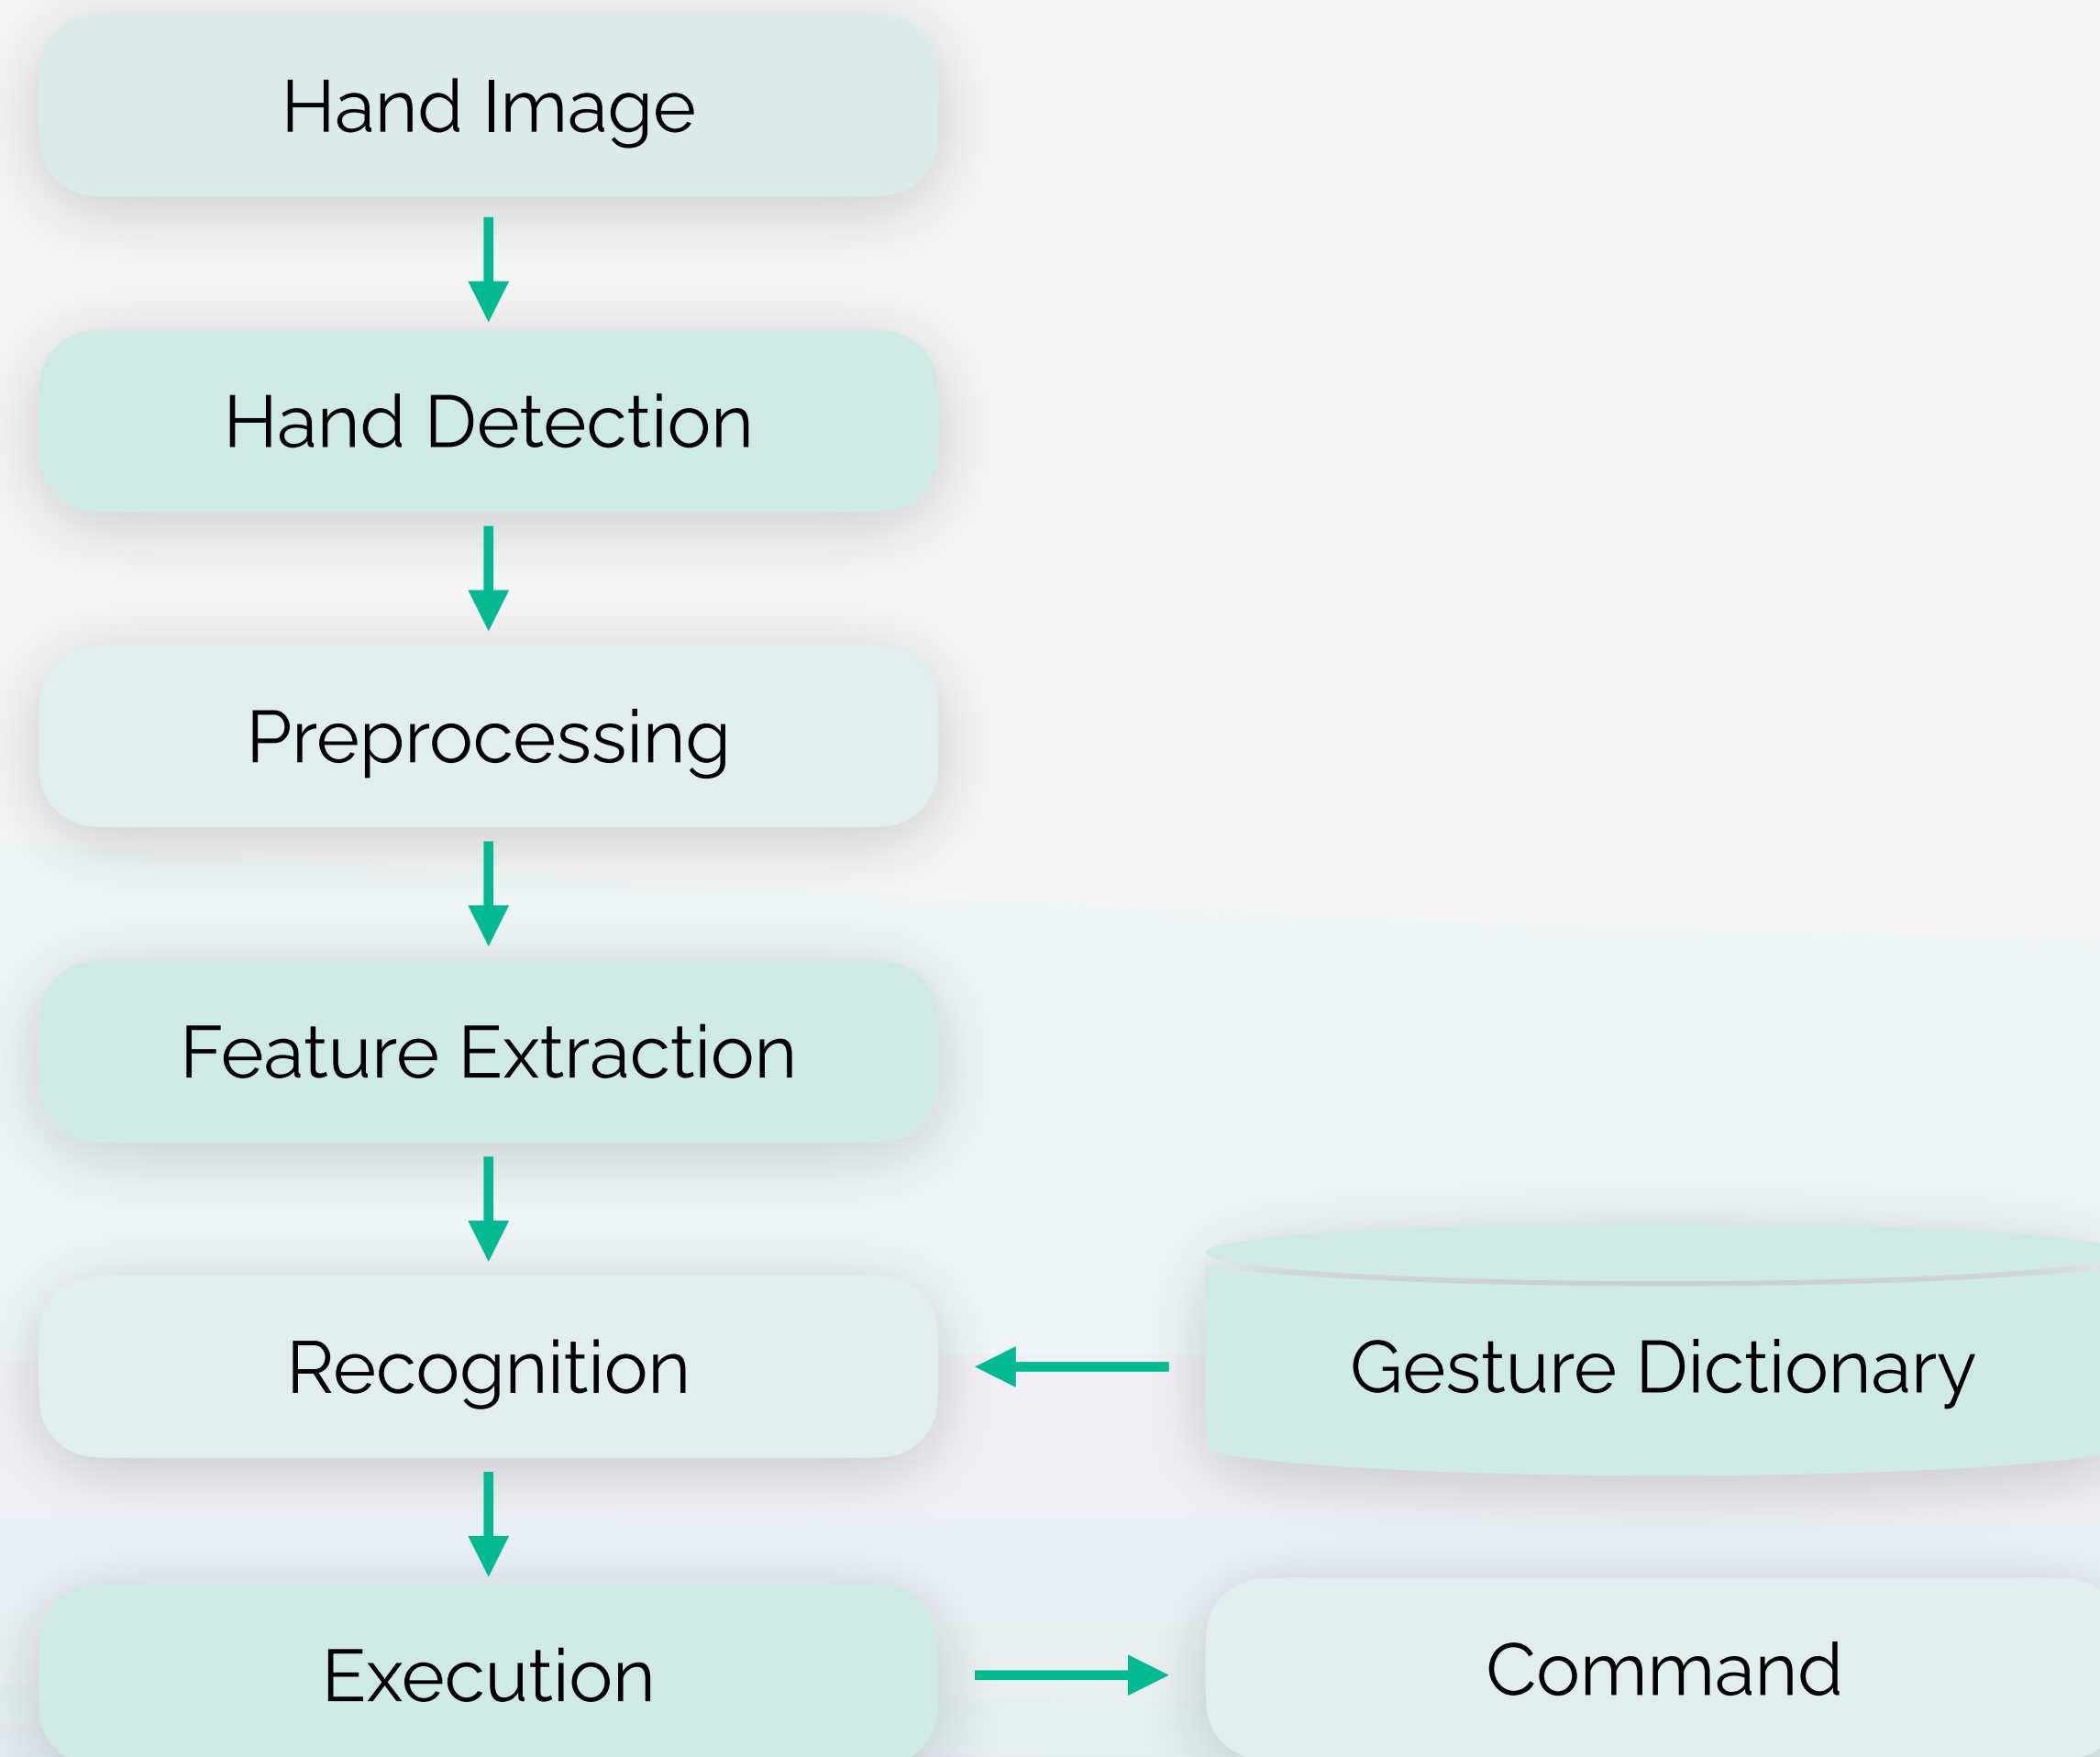 Hand Image
Hand Detection
Preprocessing
Feature Extraction
Recognition
Gesture Dictionary
Execution
Command